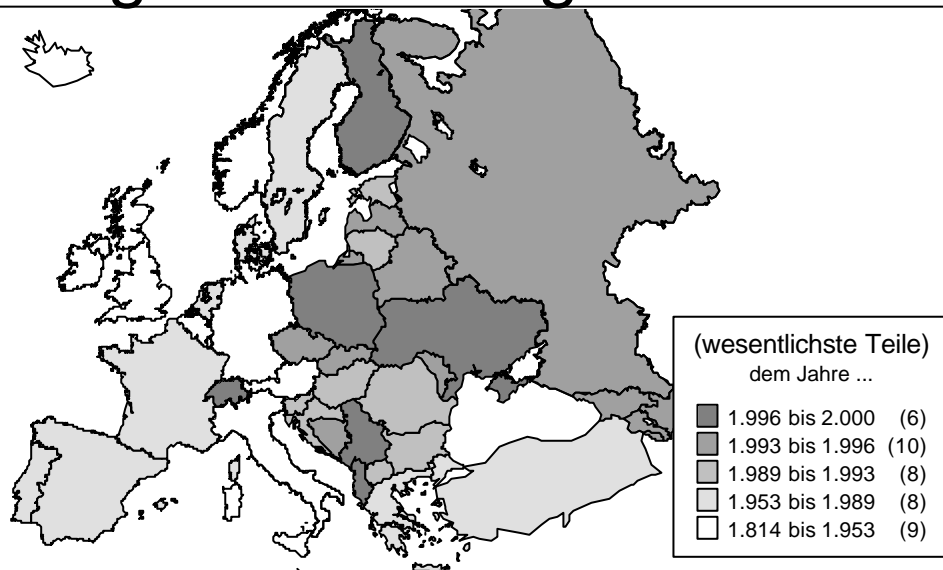 (wesentlichste Teile)
dem Jahre ...
1.996 bis 2.000 (6)
1.993 bis 1.996 (10)
1.989 bis 1.993 (8)
1.953 bis 1.989 (8)
1.814 bis 1.953 (9)